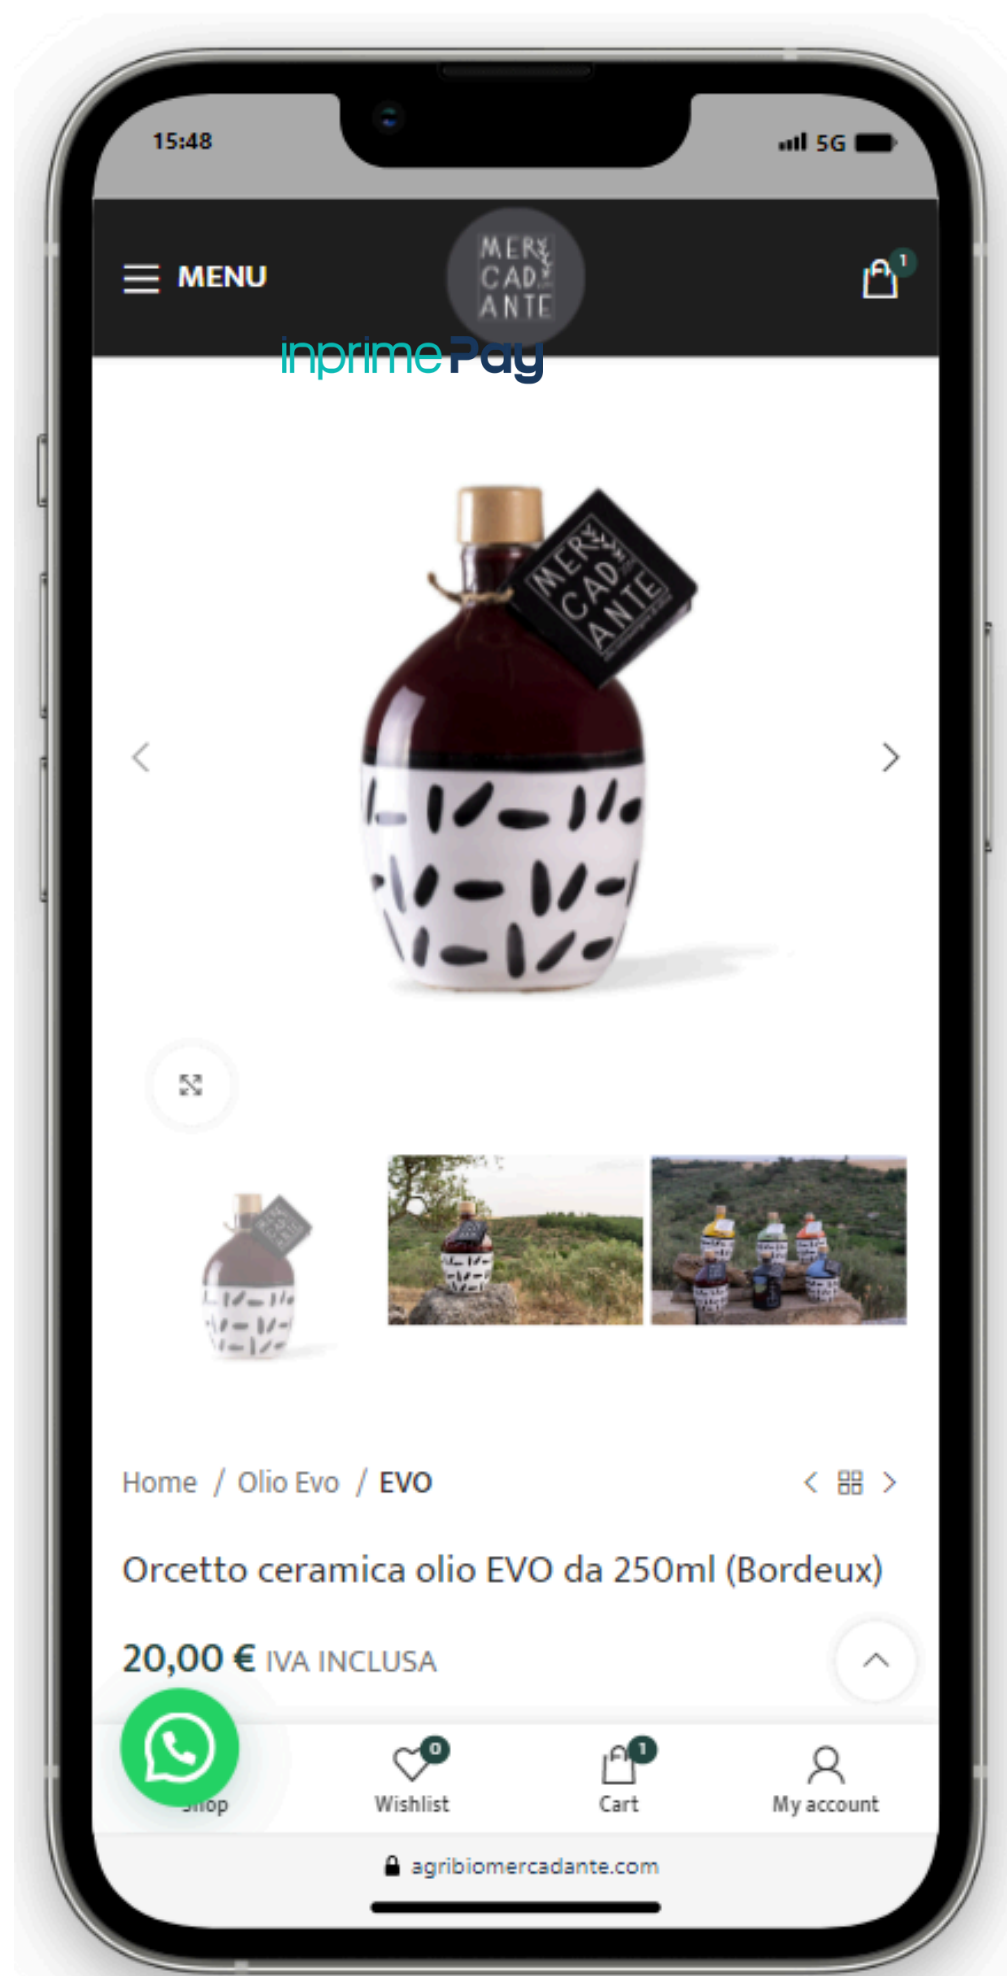 15:48
5G
MENU
MER
CAD
ANTE
1
inprimePay
MER
CAD
ANTE
Home / Olio Evo / EVO
Orcetto ceramica olio EVO da 250ml (Bordeux)
20,00 € IVA INCLUSA
0
1
Shop
Wishlist
Cart
My account
agribiomercadante.com